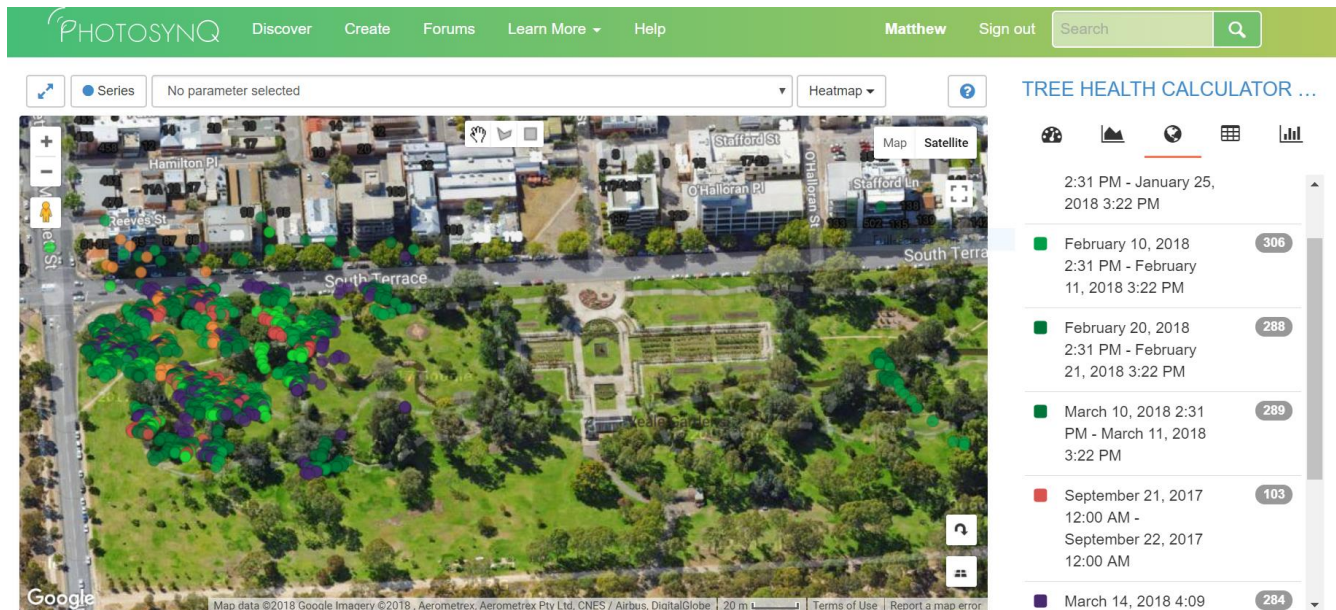 PHOTOSYNQ Discover Create Forums Learn More Help Matthew Sign out Search
Series No parameter selected Heatmap ?
TREE HEALTH CALCULATOR ...
Map Satellite
Hamilton Pl
Stafford St
O'Halloran Pl
O'Halloran St
Stafford Ln
Reeves St
South Terrace
South Terra
2:31 PM - January 25,
2018 3:22 PM
February 10, 2018 306
2:31 PM - February
11, 2018 3:22 PM
February 20, 2018 288
2:31 PM - February
21, 2018 3:22 PM
March 10, 2018 2:31 289
PM - March 11, 2018
3:22 PM
September 21, 2017 103
12:00 AM -
September 22, 2017
12:00 AM
March 14, 2018 4:09 284
Google
Map data ©2018 Google Imagery ©2018 , Aerometrex, Aerometrex Pty Ltd, CNES / Airbus, DigitalGlobe 20 m Terms of Use Report a map error